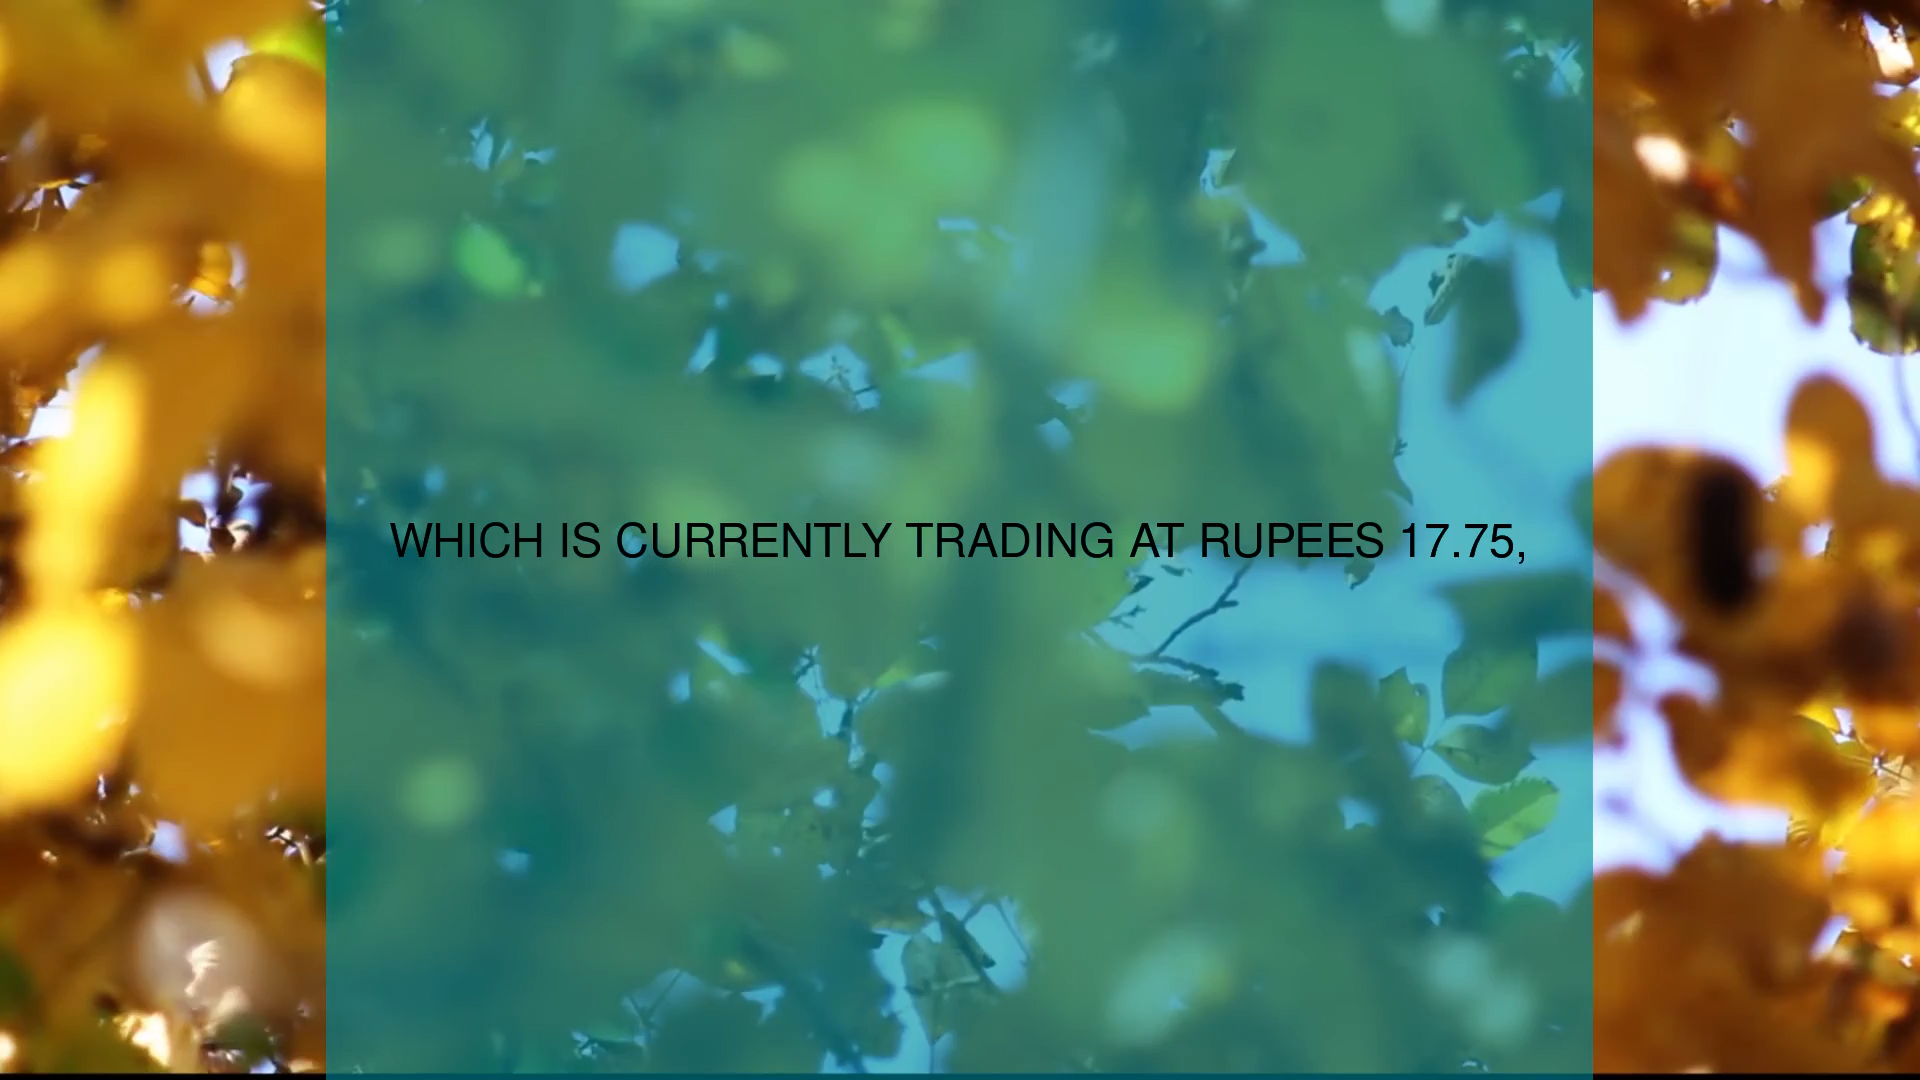 WHICH IS CURRENTLY TRADING AT RUPEES 17.75,